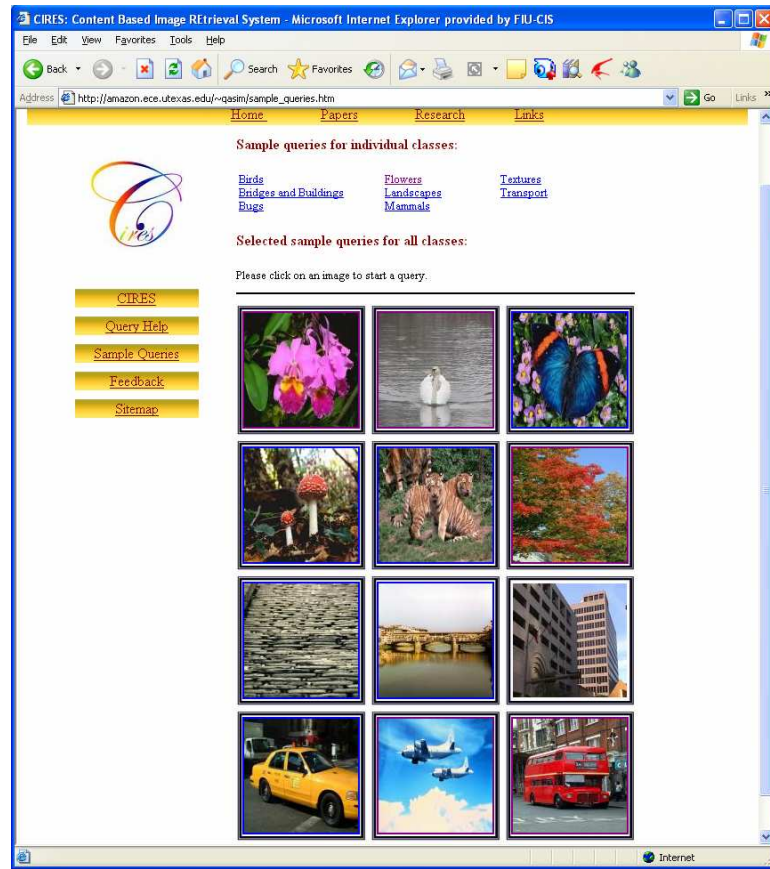 CIRES: Content Based Image REtrieval System - Microsoft Internet Explorer provided by FIU-CIS
File Edit View Favorites Tools Help
Back Search Favorites
Address http://amazon.ece.utexas.edu/~qasim/sample_queries.htm Go Links »
Home Papers Research Links
Sample queries for individual classes:
Birds Flowers Textures
Bridges and Buildings Landscapes Transport
Bugs Mammals
Cires
Selected sample queries for all classes:
Please click on an image to start a query.
CIRES
Query Help
Sample Queries
Feedback
Sitemap
Internet